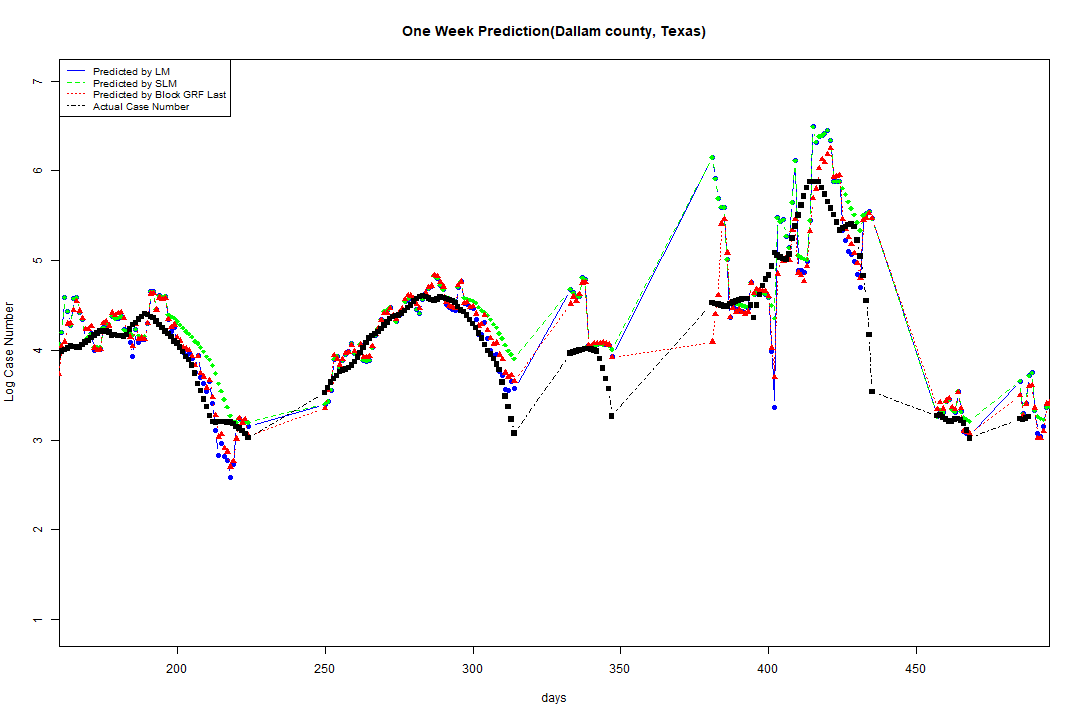 One Week Prediction(Dallam county, Texas)
Predicted by LM
Predicted by SLM
Predicted by Block GRF Last
Actual Case Number
7
6
5
4
3
2
1
Log Case Number
200
250
300
350
400
450
days